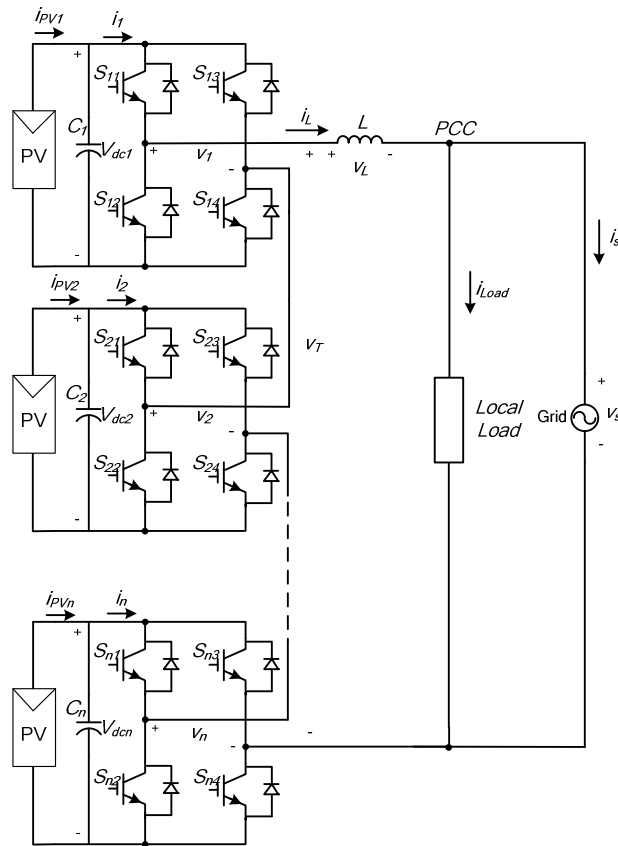 iPV1 i1
+
S11 S13
iL L PCC
PV C1 Vdc1
+ v1 - + + vL -
S12 S14
is
-
iPV2 i2 iLoad
+
S21 S23
vT
PV C2 Vdc2
+ v2 -
Local
Load
+
Grid vs
-
S22 S24
-
iPVn in
+
Sn1 Sn3
PV Cn Vdcn
+ vn - -
Sn2 Sn4
-